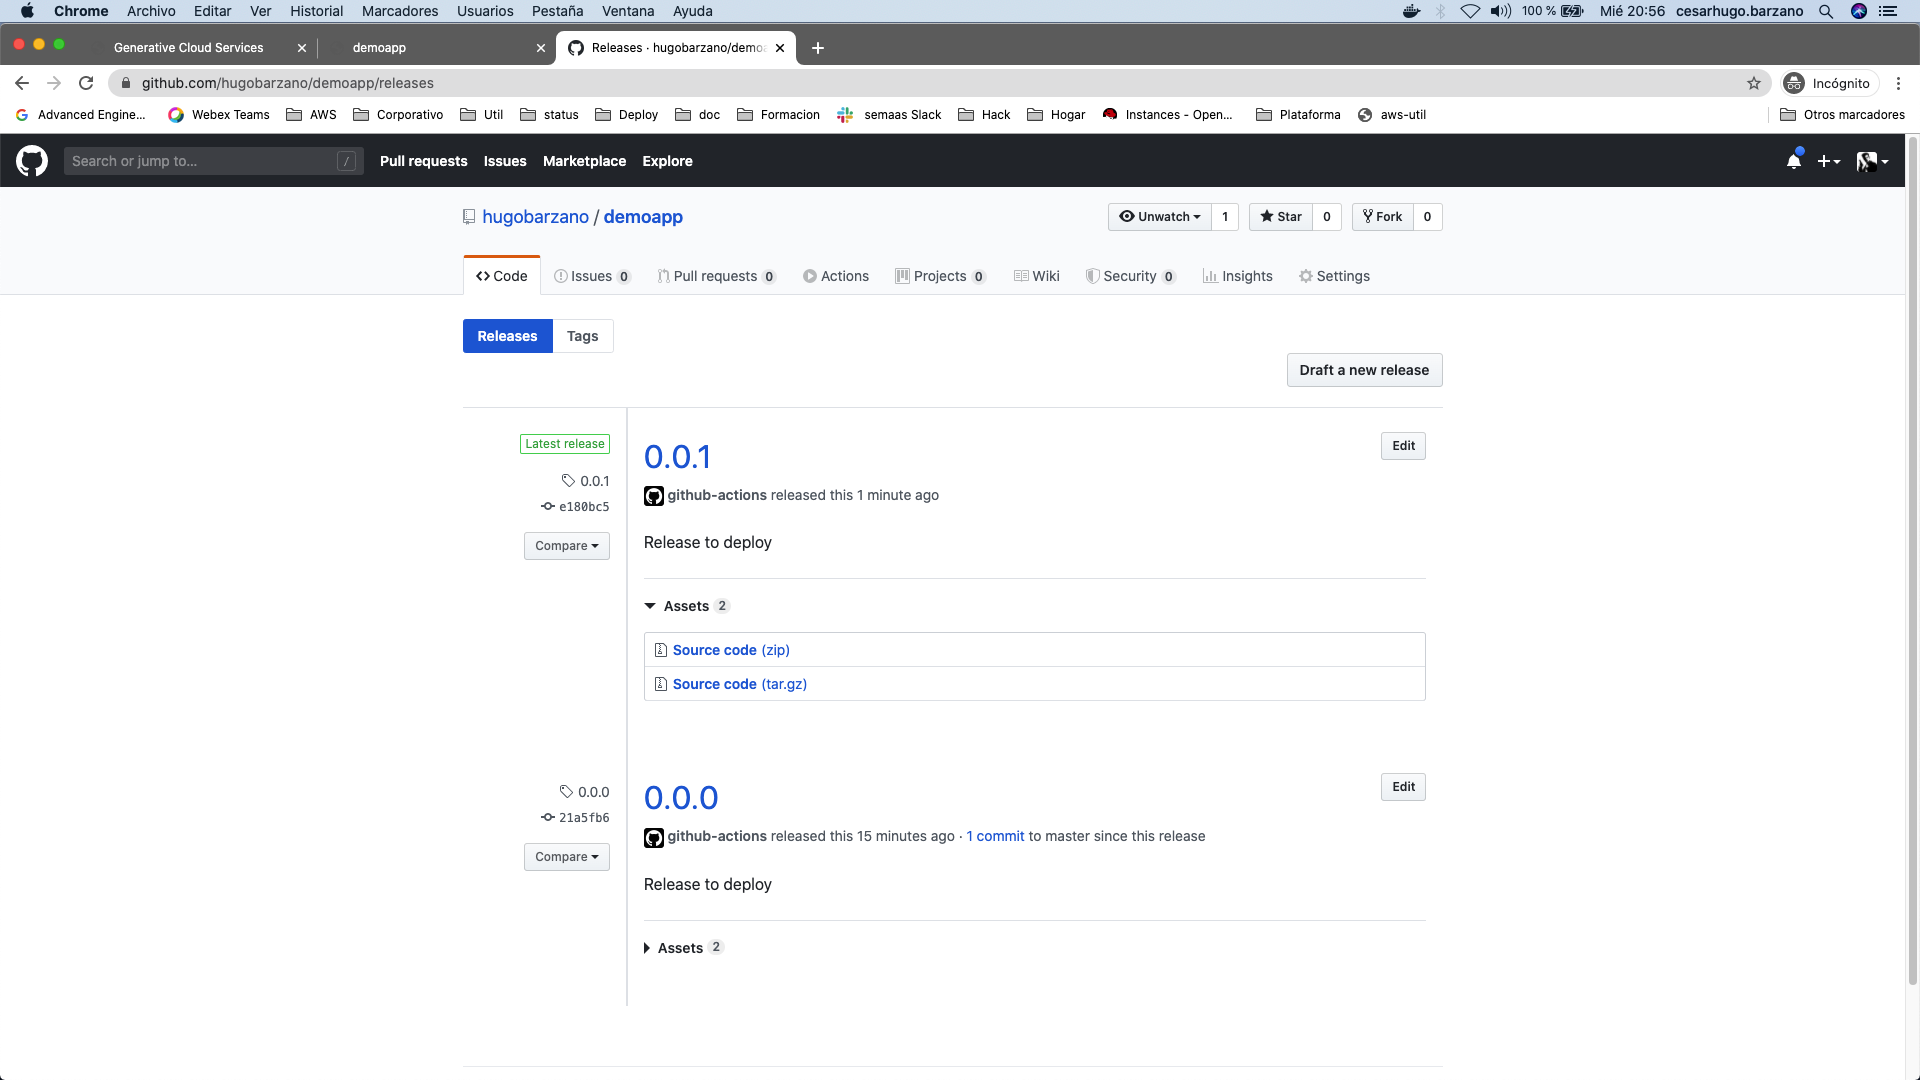 Chrome Archivo Editar Ver Historial Marcadores Usuarios Pestaña Ventana Ayuda 100 % Mié 20:56 cesarhugo.barzano
Generative Cloud Services demoapp Releases · hugobarzano/demoa
github.com/hugobarzano/demoapp/releases Incógnito
Advanced Engine... Webex Teams AWS Corporativo Util status Deploy doc Formacion semaas Slack Hack Hogar Instances - Open... Plataforma aws-util Otros marcadores
Search or jump to... / Pull requests Issues Marketplace Explore
hugobarzano / demoapp Unwatch 1 Star 0 Fork 0
Code Issues 0 Pull requests 0 Actions Projects 0 Wiki Security 0 Insights Settings
Releases Tags
Draft a new release
Latest release
0.0.1
e180bc5
Compare
0.0.1 Edit
github-actions released this 1 minute ago
Release to deploy
Assets 2
Source code (zip)
Source code (tar.gz)
0.0.0
21a5fb6
Compare
0.0.0 Edit
github-actions released this 15 minutes ago · 1 commit to master since this release
Release to deploy
Assets 2